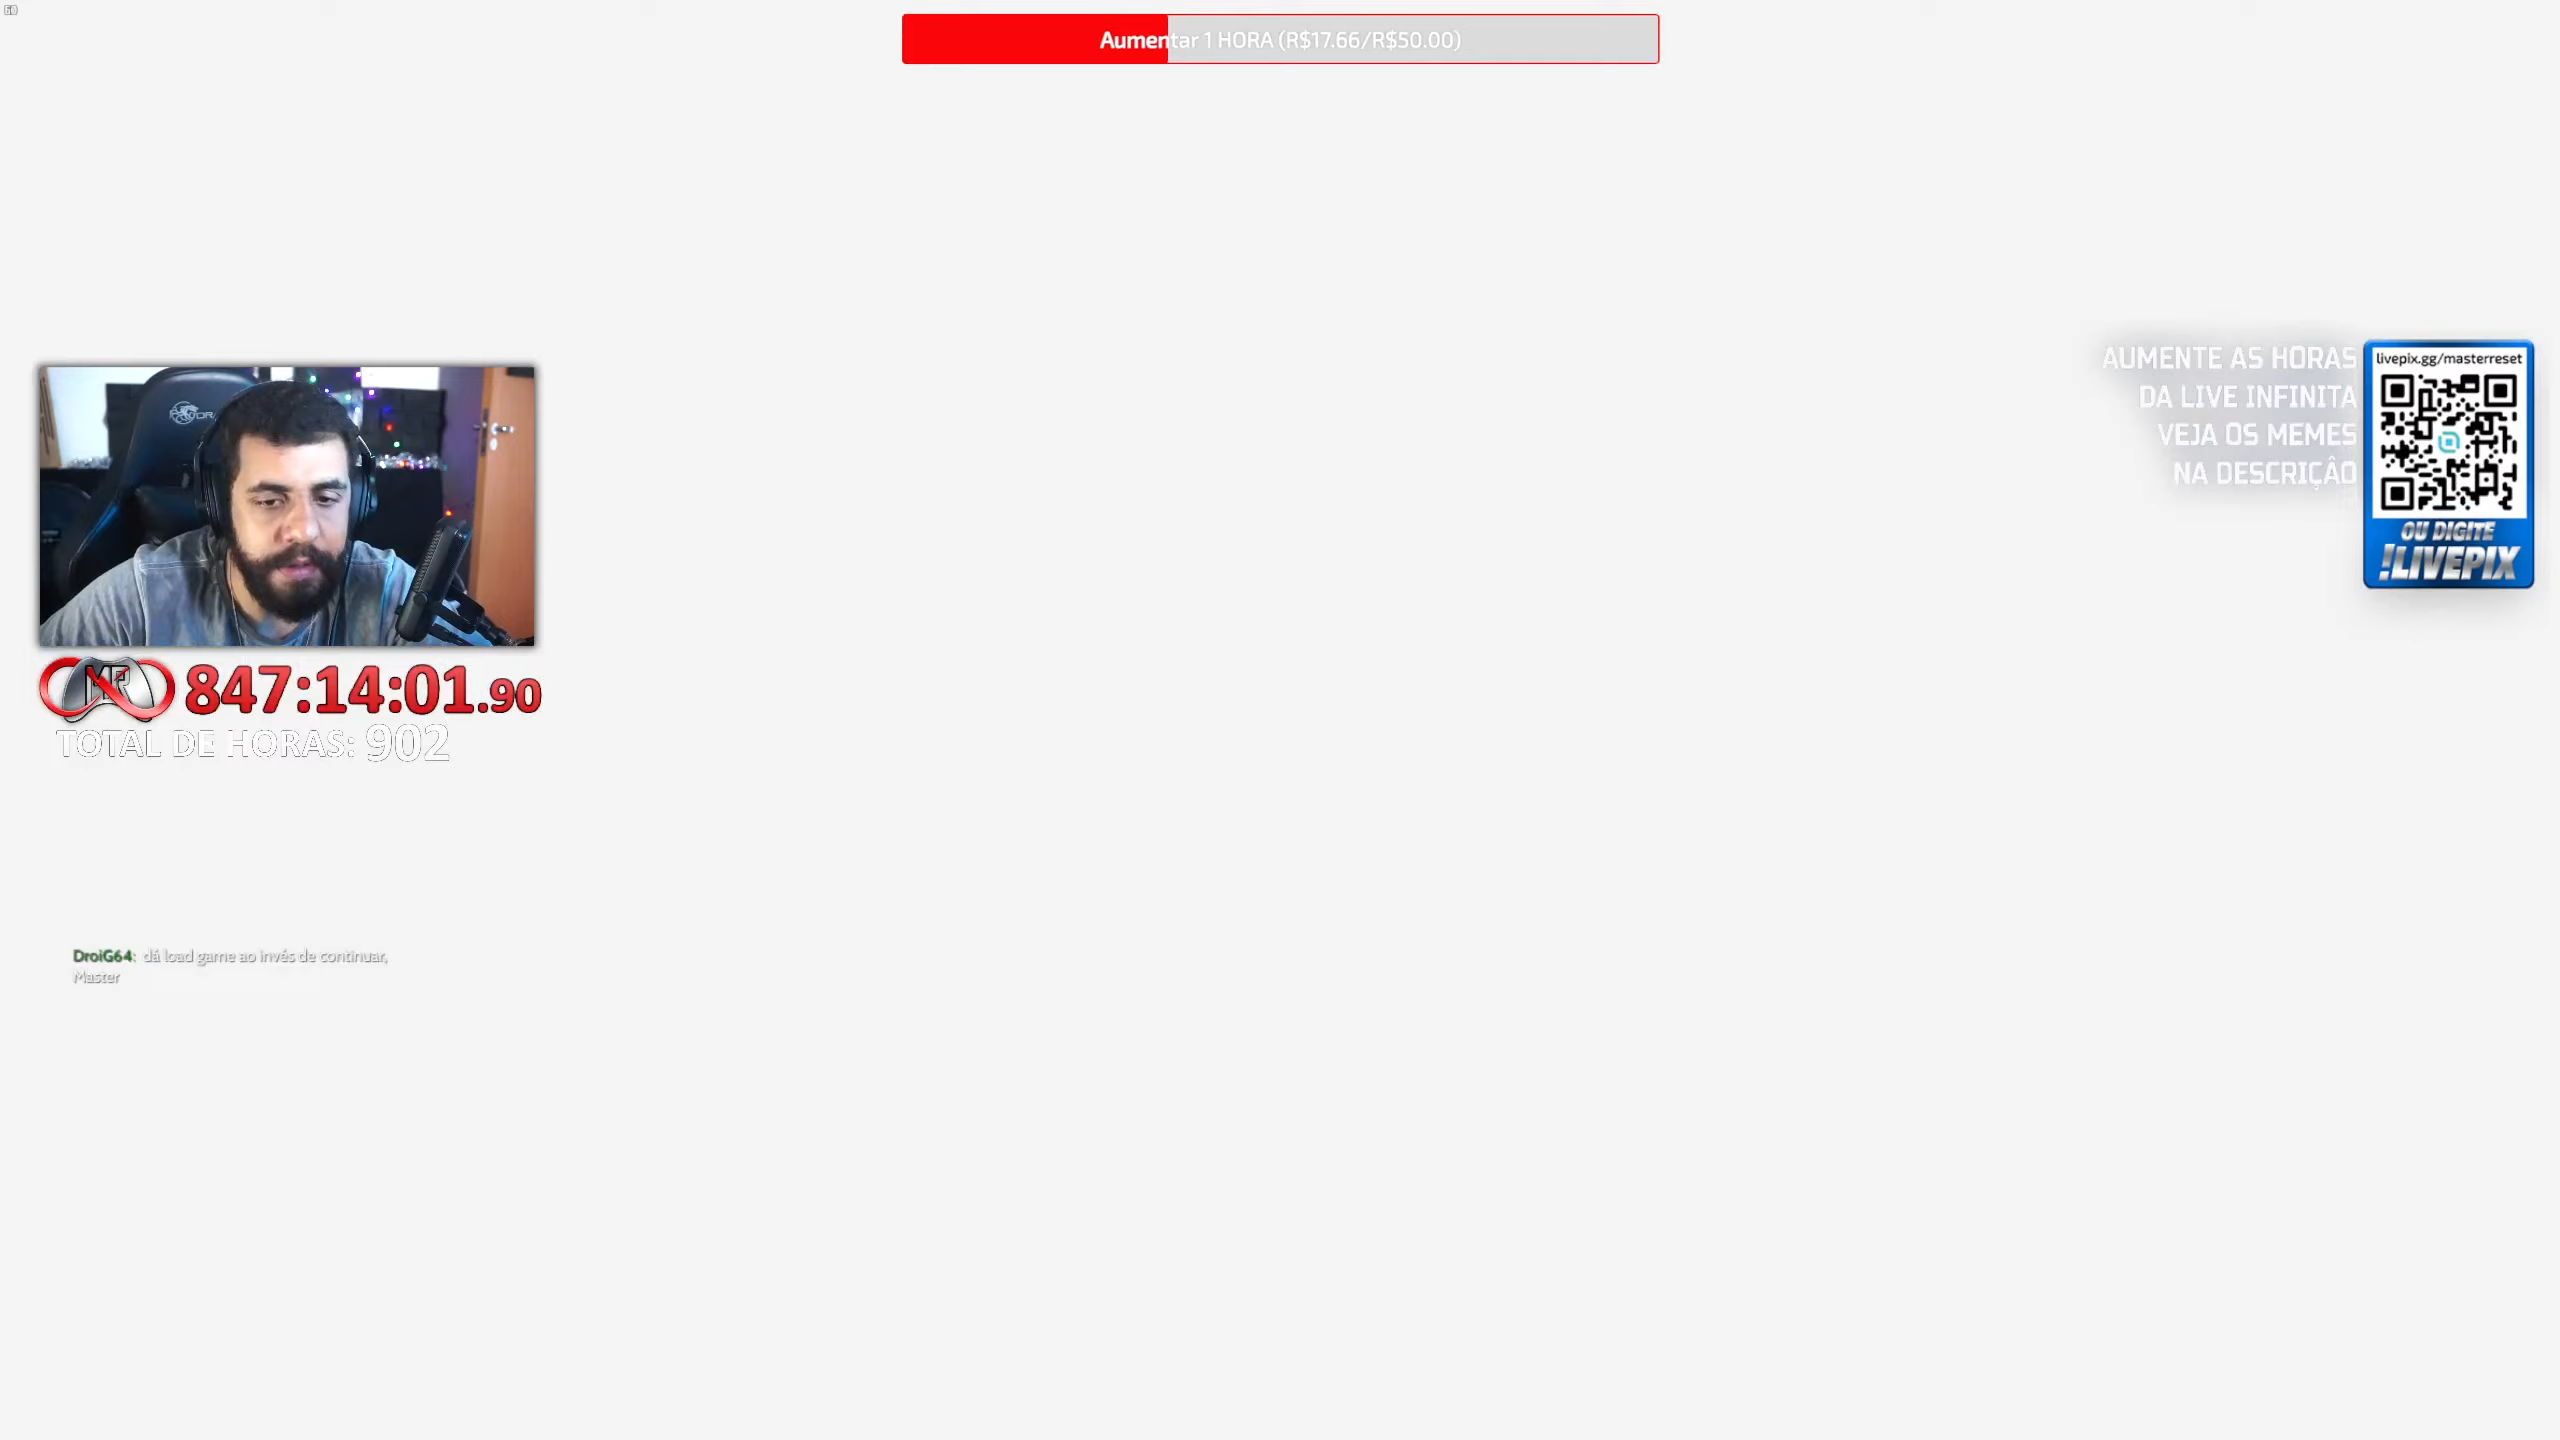 60
Aumentar 1 HORA (R$17.66/R$50.00)
AUMENTE AS HORAS
DA LIVE INFINITA
VEJA OS MEMES
NA DESCRIÇÃO
livepix.gg/masterreset
OU DIGITE
!LIVEPIX
MR
847:14:01.90
TOTAL DE HORAS: 902
DroiG64: dá load game ao invés de continuar,
Master